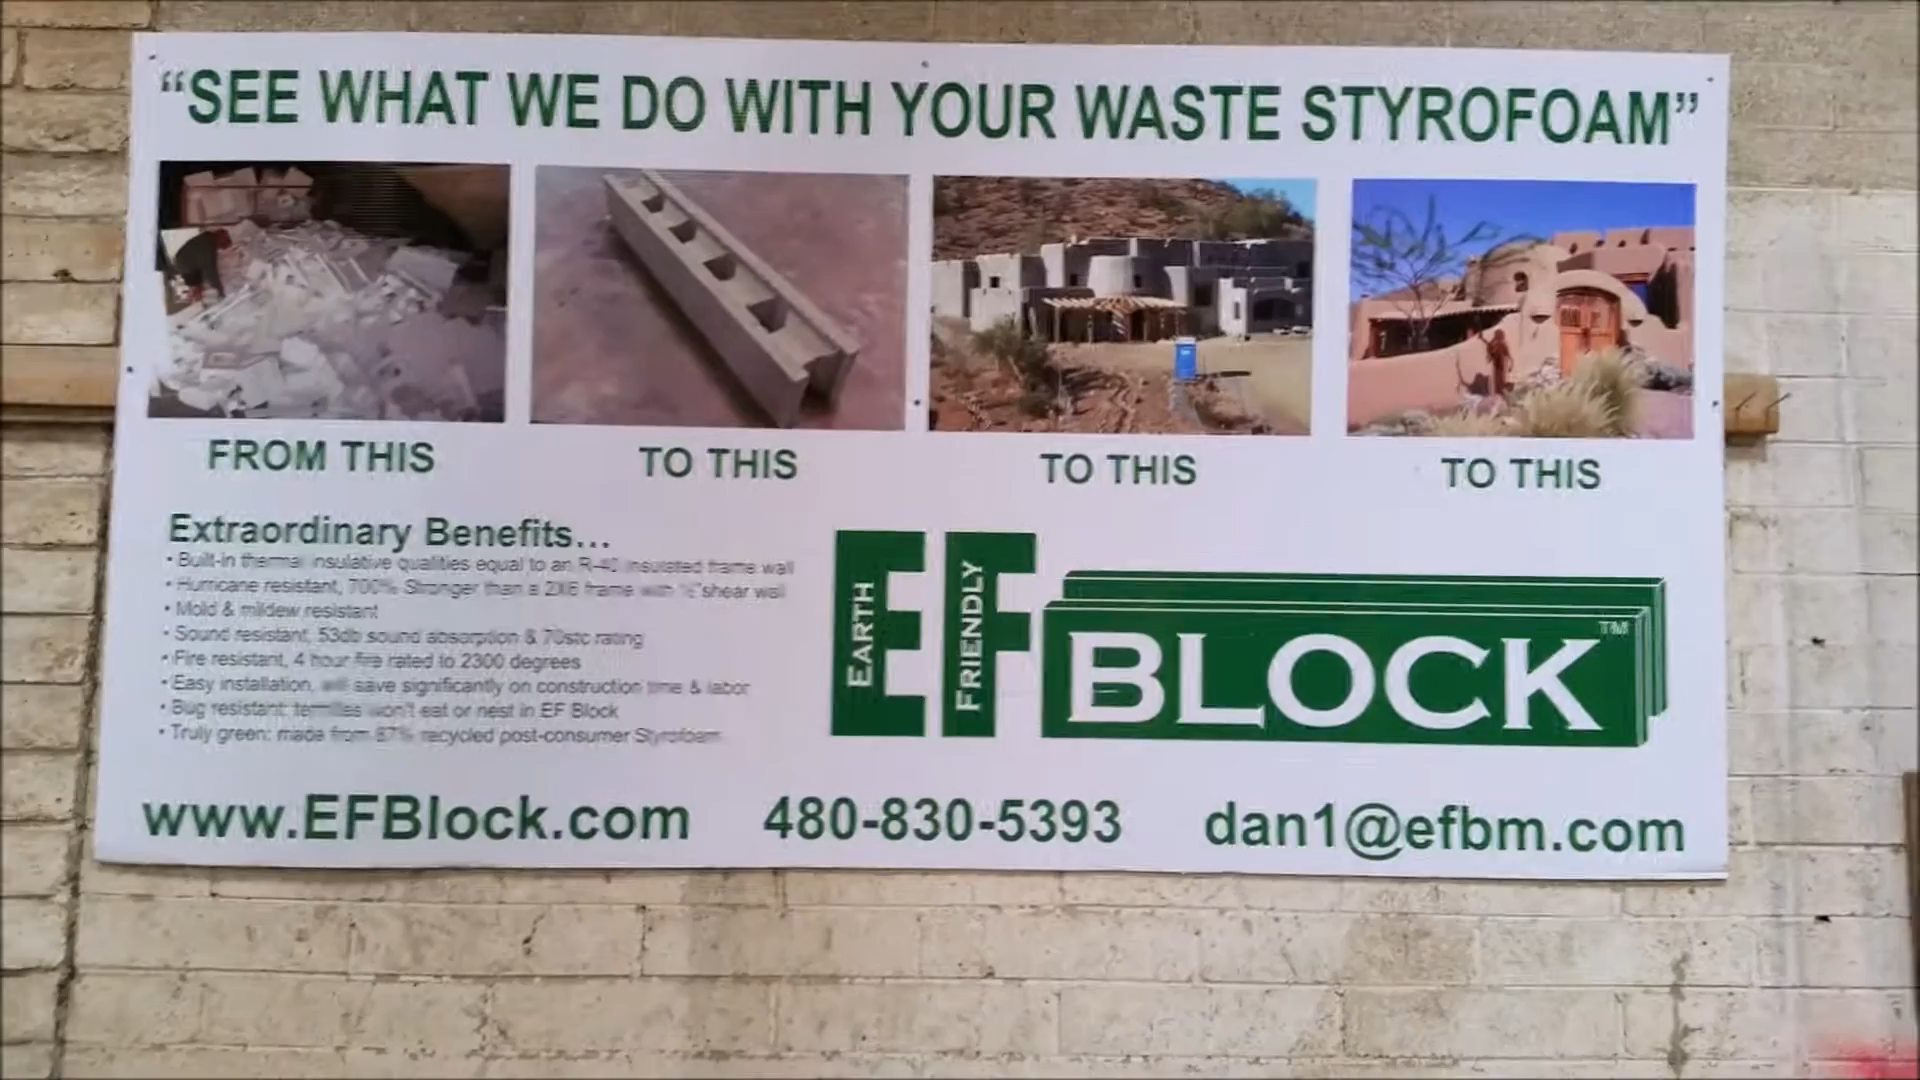 “SEE WHAT WE DO WITH YOUR WASTE STYROFOAM”
FROM THIS
TO THIS
TO THIS
TO THIS
Extraordinary Benefits...
• Built-in thermal insulative qualities equal to an R-40 insulated frame wall
• Hurricane resistant, 700% Stronger than a 2X6 frame with shear wall
• Mold & mildew resistant
• Sound resistant, 53db sound absorption & 70stc rating
• Fire resistant, 4 hour fire rated to 2300 degrees
• Easy installation, will save significantly on construction time & labor
• Bug resistant: termites won't eat or nest in EF Block
• Truly green: made from 87% recycled post-consumer Styrofoam
EF
EARTH
FRIENDLY
BLOCK™
www.EFBlock.com
480-830-5393
dan1@efbm.com